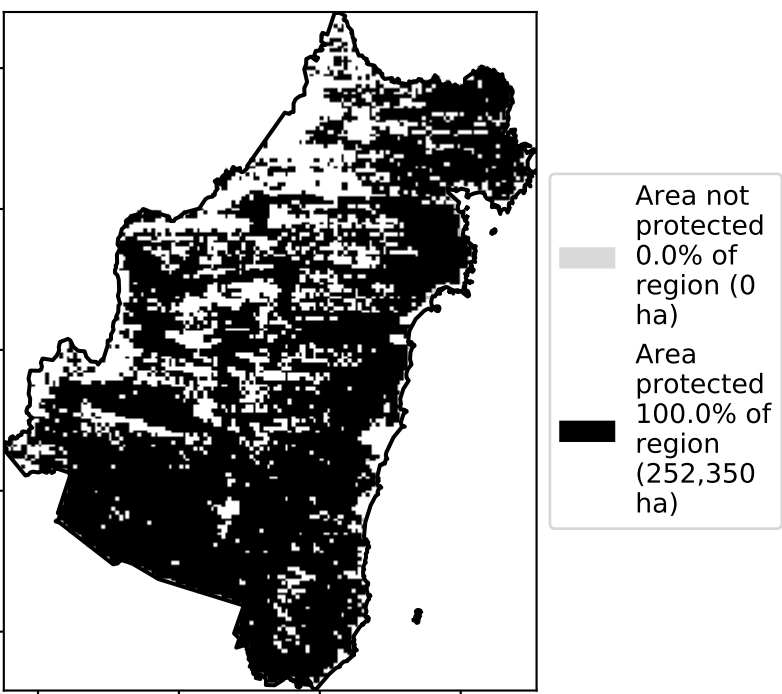 Area not
protected
0.0% of
region (0
ha)
Area
protected
100.0% of
region
(252,350
ha)